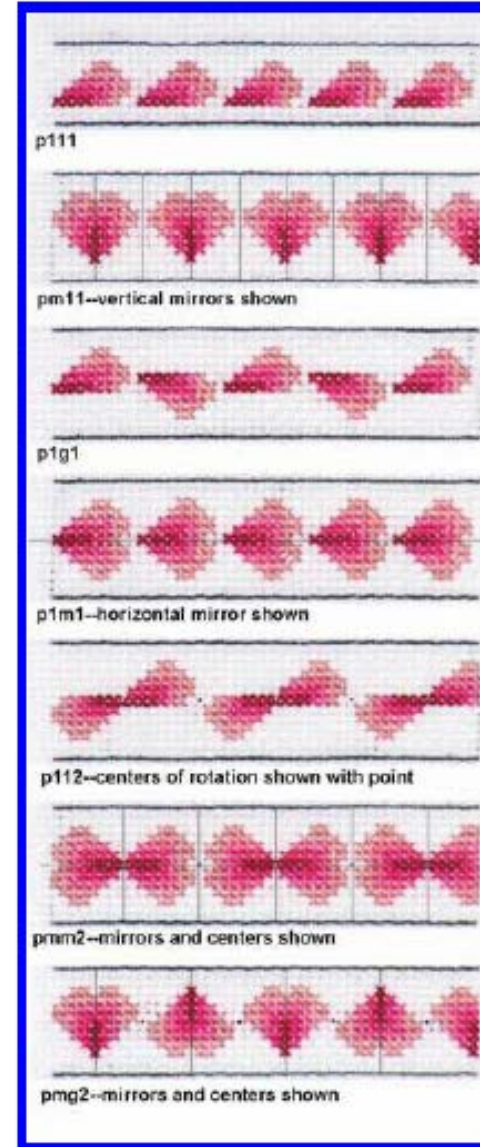 p111
pm11--vertical mirrors shown
p1g1
p1m1--horizontal mirror shown
p112--centers of rotation shown with point
pmm2--mirrors and centers shown
pmg2--mirrors and centers shown